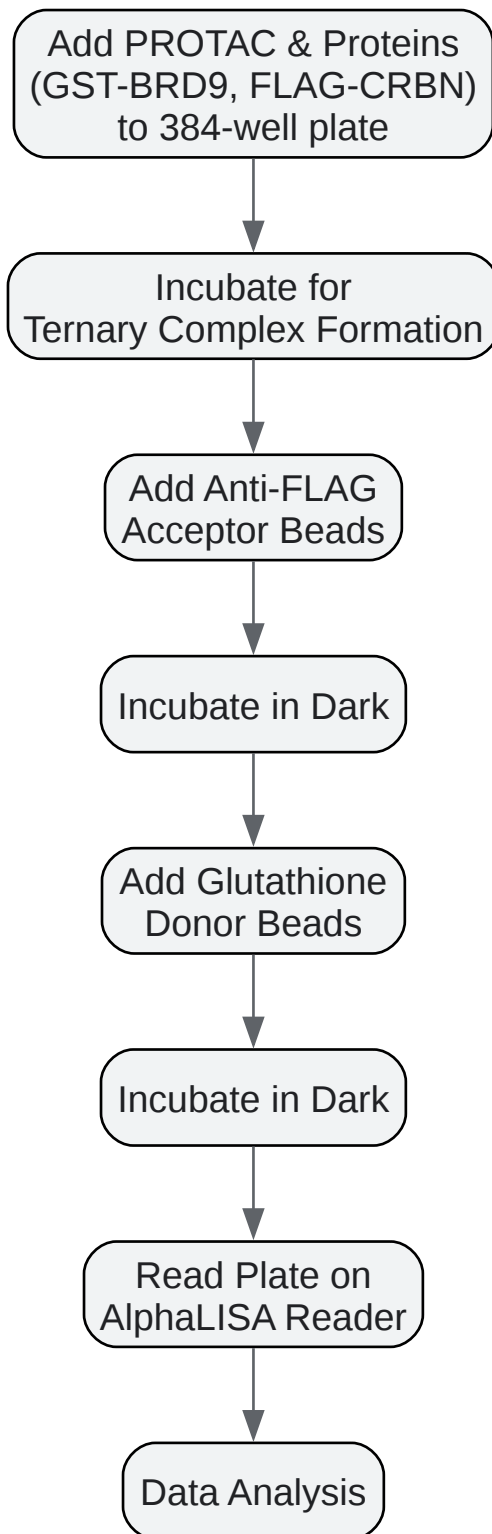 Add PROTAC & Proteins
(GST-BRD9, FLAG-CRBN)
to 384-well plate
Incubate for
Ternary Complex Formation
Add Anti-FLAG
Acceptor Beads
Incubate in Dark
Add Glutathione
Donor Beads
Incubate in Dark
Read Plate on
AlphaLISA Reader
Data Analysis